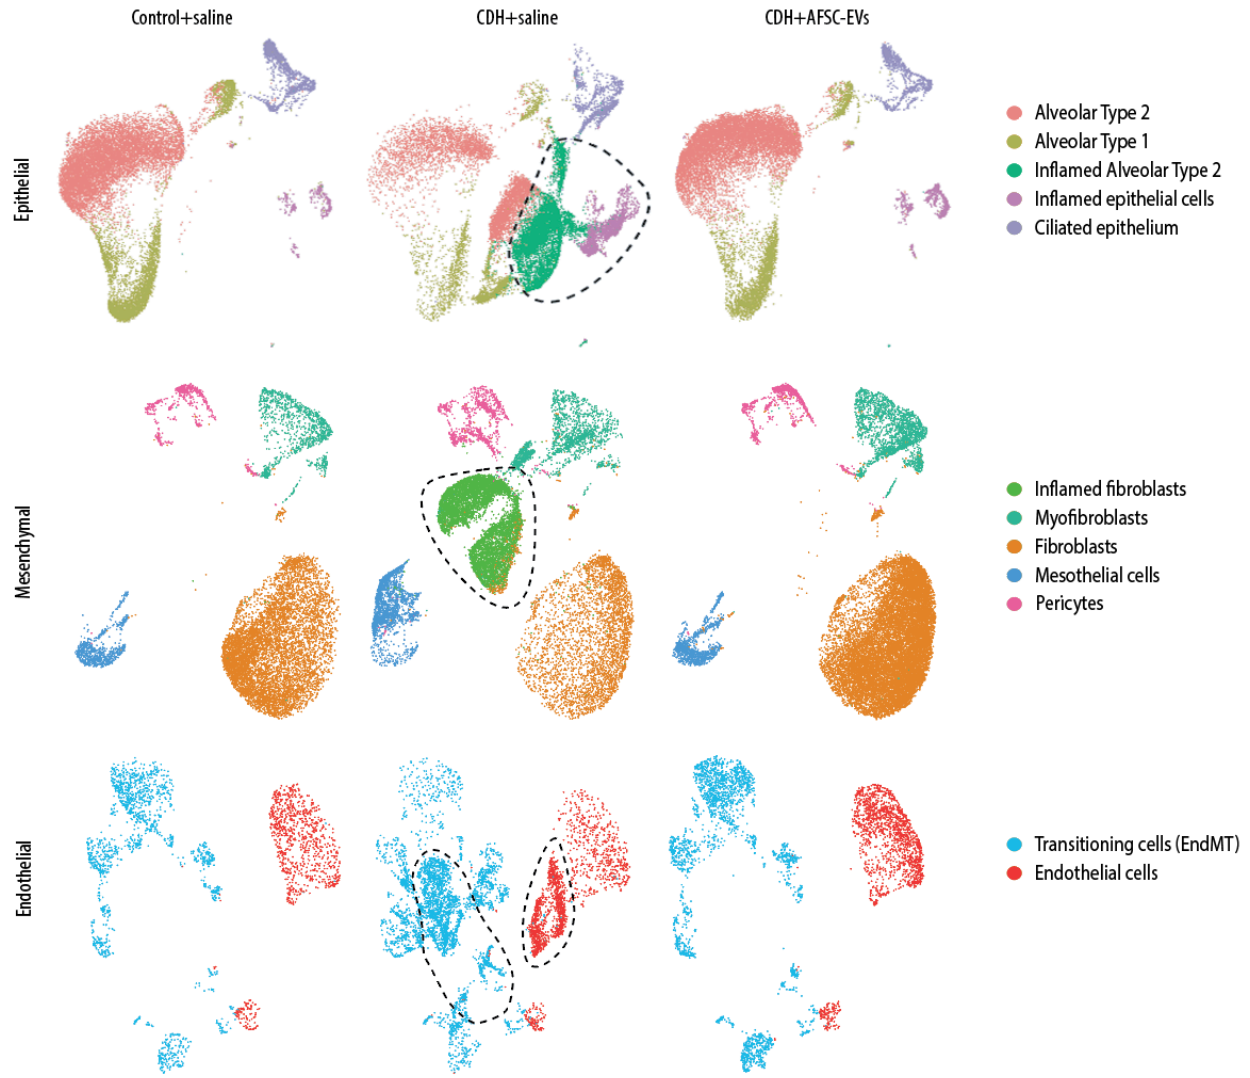 Control+saline
CDH+saline
CDH+AFSC-EVs
Epithelial
Alveolar Type 2
Alveolar Type 1
Inflamed Alveolar Type 2
Inflamed epithelial cells
Ciliated epithelium
Mesenchymal
Inflamed fibroblasts
Myofibroblasts
Fibroblasts
Mesothelial cells
Pericytes
Endothelial
Transitioning cells (EndMT)
Endothelial cells